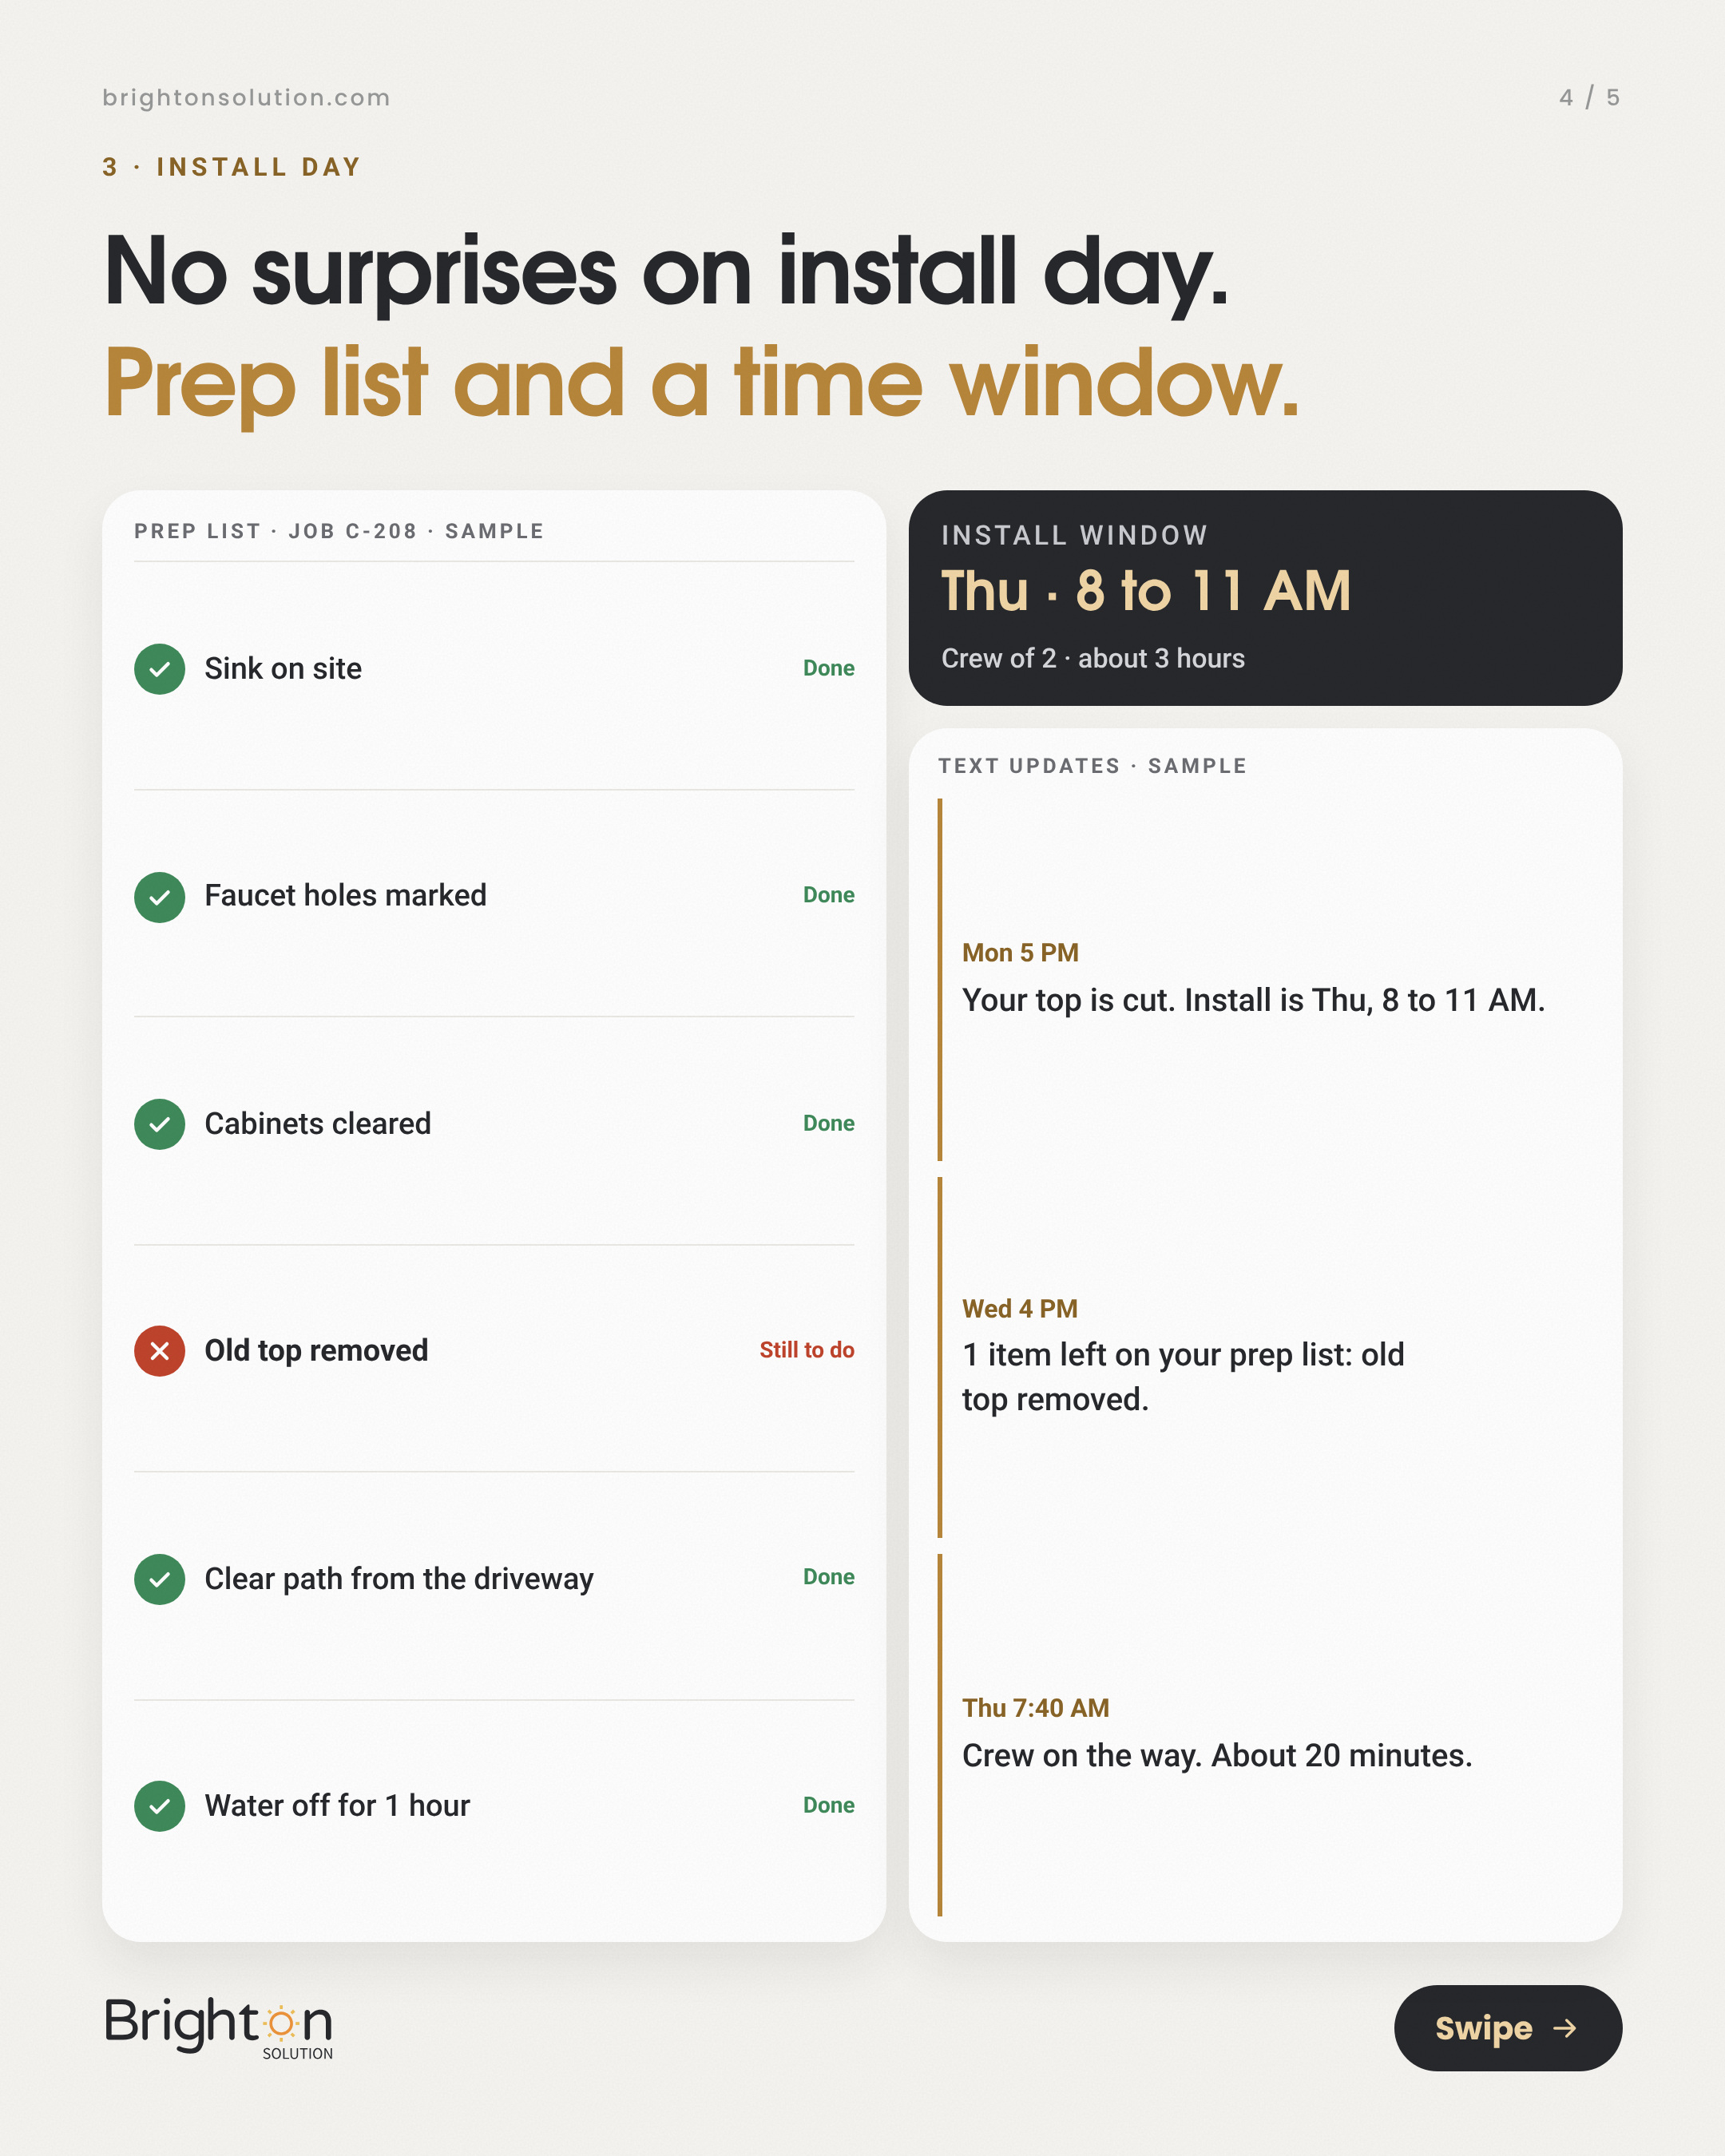 brightonsolution.com
4 / 5
3 · INSTALL DAY
No surprises on install day.
Prep list and a time window.
PREP LIST · JOB C-208 · SAMPLE
Sink on site
Done
Faucet holes marked
Done
Cabinets cleared
Done
Old top removed
Still to do
Clear path from the driveway
Done
Water off for 1 hour
Done
INSTALL WINDOW
Thu · 8 to 11 AM
Crew of 2 · about 3 hours
TEXT UPDATES · SAMPLE
Mon 5 PM
Your top is cut. Install is Thu, 8 to 11 AM.
Wed 4 PM
1 item left on your prep list: old
top removed.
Thu 7:40 AM
Crew on the way. About 20 minutes.
Brighton
SOLUTION
Swipe →